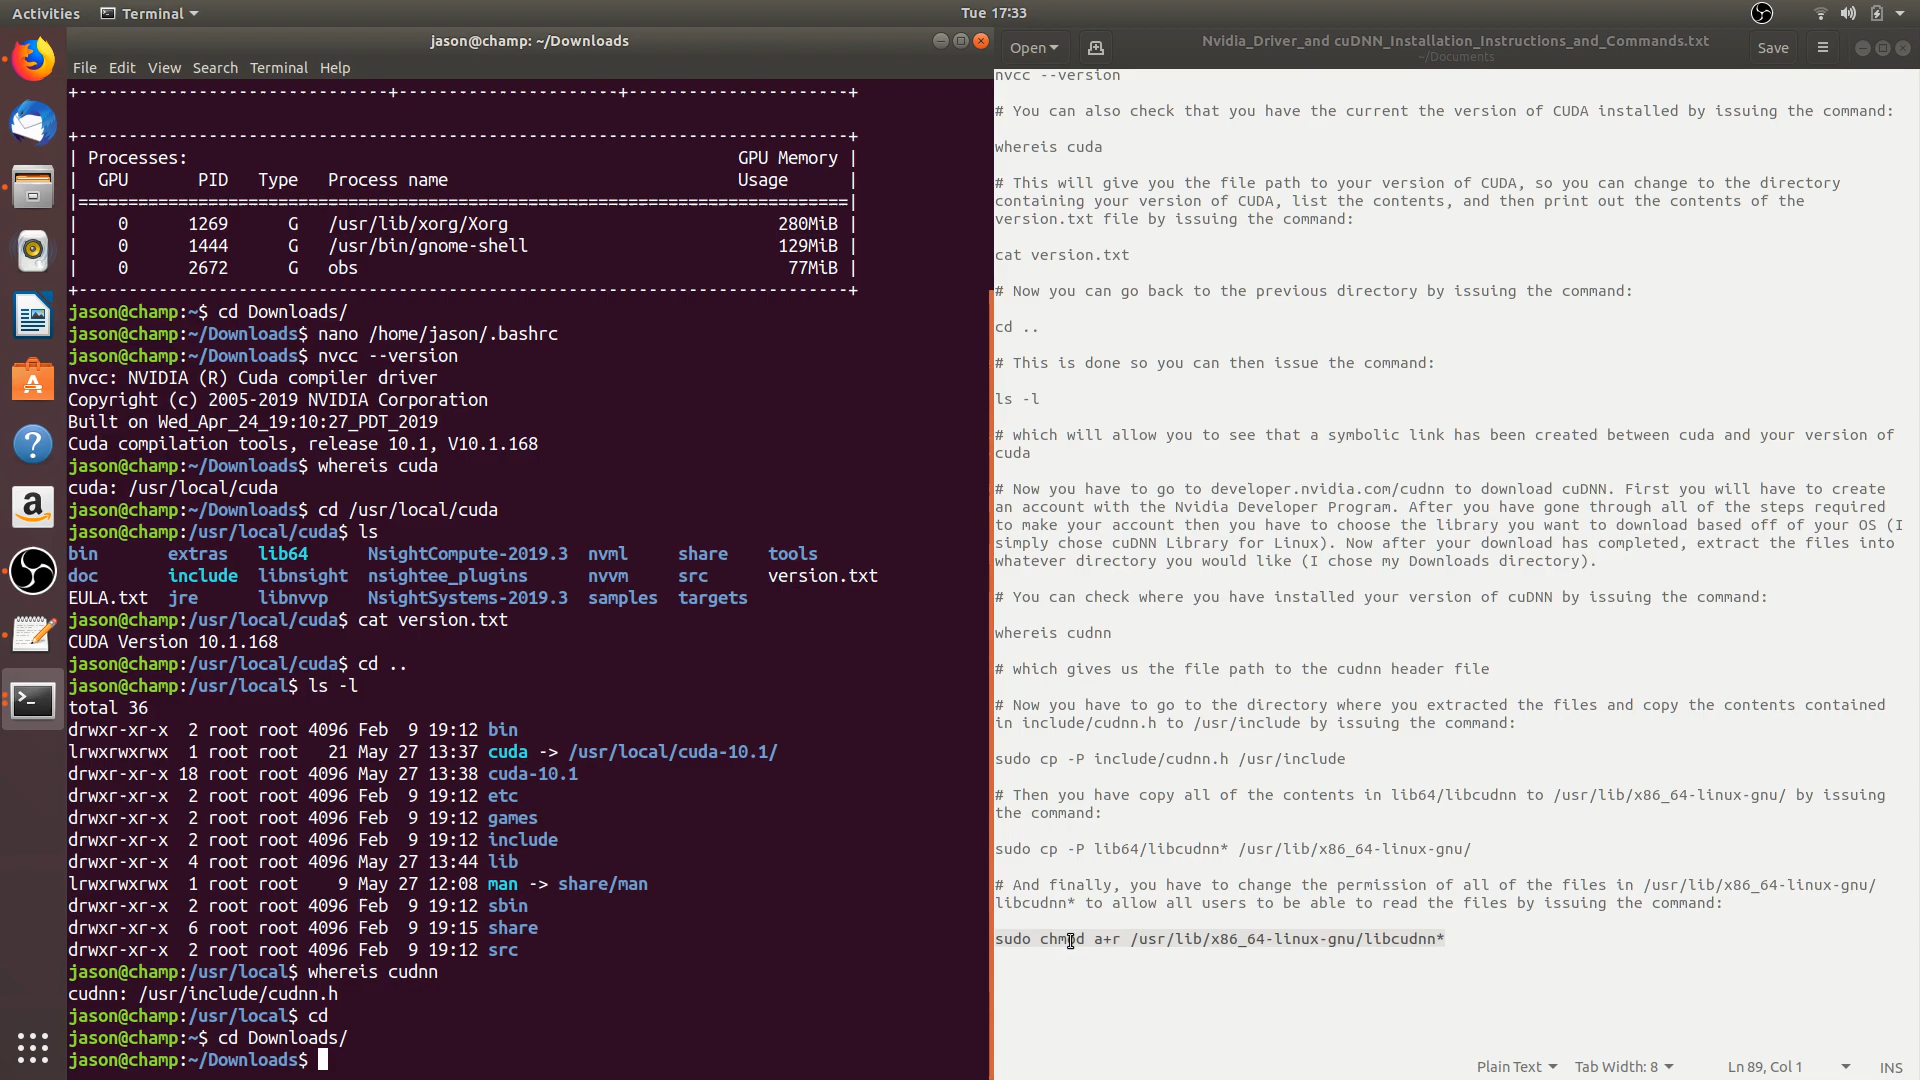 Activities
Terminal
Tue 17:33
jason@champ: ~/Downloads
File Edit View Search Terminal Help
+-------------------------------+----------------------+----------------------+
+-----------------------------------------------------------------------------+
| Processes:                                                       GPU Memory |
|  GPU       PID   Type   Process name                             Usage      |
|=============================================================================|
|    0      1269      G   /usr/lib/xorg/Xorg                           280MiB |
|    0      1444      G   /usr/bin/gnome-shell                         129MiB |
|    0      2672      G   obs                                           77MiB |
+-----------------------------------------------------------------------------+
jason@champ:~$ cd Downloads/
jason@champ:~/Downloads$ nano /home/jason/.bashrc
jason@champ:~/Downloads$ nvcc --version
nvcc: NVIDIA (R) Cuda compiler driver
Copyright (c) 2005-2019 NVIDIA Corporation
Built on Wed_Apr_24_19:10:27_PDT_2019
Cuda compilation tools, release 10.1, V10.1.168
jason@champ:~/Downloads$ whereis cuda
cuda: /usr/local/cuda
jason@champ:~/Downloads$ cd /usr/local/cuda
jason@champ:/usr/local/cuda$ ls
bin       extras   lib64     NsightCompute-2019.3  nvml     share    tools
doc       include  libnsight  nsightee_plugins      nvvm     src      version.txt
EULA.txt  jre      libnvvp   NsightSystems-2019.3  samples  targets
jason@champ:/usr/local/cuda$ cat version.txt
CUDA Version 10.1.168
jason@champ:/usr/local/cuda$ cd ..
jason@champ:/usr/local$ ls -l
total 36
drwxr-xr-x  2 root root 4096 Feb  9 19:12 bin
lrwxrwxrwx  1 root root   21 May 27 13:37 cuda -> /usr/local/cuda-10.1/
drwxr-xr-x 18 root root 4096 May 27 13:38 cuda-10.1
drwxr-xr-x  2 root root 4096 Feb  9 19:12 etc
drwxr-xr-x  2 root root 4096 Feb  9 19:12 games
drwxr-xr-x  2 root root 4096 Feb  9 19:12 include
drwxr-xr-x  4 root root 4096 May 27 13:44 lib
lrwxrwxrwx  1 root root    9 May 27 12:08 man -> share/man
drwxr-xr-x  2 root root 4096 Feb  9 19:12 sbin
drwxr-xr-x  6 root root 4096 Feb  9 19:15 share
drwxr-xr-x  2 root root 4096 Feb  9 19:12 src
jason@champ:/usr/local$ whereis cudnn
cudnn: /usr/include/cudnn.h
jason@champ:/usr/local$ cd
jason@champ:~$ cd Downloads/
jason@champ:~/Downloads$
Open
Nvidia_Driver_and cuDNN_Installation_Instructions_and_Commands.txt
~/Documents
Save
nvcc --version
# You can also check that you have the current the version of CUDA installed by issuing the command:
whereis cuda
# This will give you the file path to your version of CUDA, so you can change to the directory
containing your version of CUDA, list the contents, and then print out the contents of the
version.txt file by issuing the command:
cat version.txt
# Now you can go back to the previous directory by issuing the command:
cd ..
# This is done so you can then issue the command:
ls -l
# which will allow you to see that a symbolic link has been created between cuda and your version of
cuda
# Now you have to go to developer.nvidia.com/cudnn to download cuDNN. First you will have to create
an account with the Nvidia Developer Program. After you have gone through all of the steps required
to make your account then you have to choose the library you want to download based off of your OS (I
simply chose cuDNN Library for Linux). Now after your download has completed, extract the files into
whatever directory you would like (I chose my Downloads directory).
# You can check where you have installed your version of cuDNN by issuing the command:
whereis cudnn
# which gives us the file path to the cudnn header file
# Now you have to go to the directory where you extracted the files and copy the contents contained
in include/cudnn.h to /usr/include by issuing the command:
sudo cp -P include/cudnn.h /usr/include
# Then you have copy all of the contents in lib64/libcudnn to /usr/lib/x86_64-linux-gnu/ by issuing
the command:
sudo cp -P lib64/libcudnn* /usr/lib/x86_64-linux-gnu/
# And finally, you have to change the permission of all of the files in /usr/lib/x86_64-linux-gnu/
libcudnn* to allow all users to be able to read the files by issuing the command:
sudo chmod a+r /usr/lib/x86_64-linux-gnu/libcudnn*
Plain Text
Tab Width: 8
Ln 89, Col 1
INS